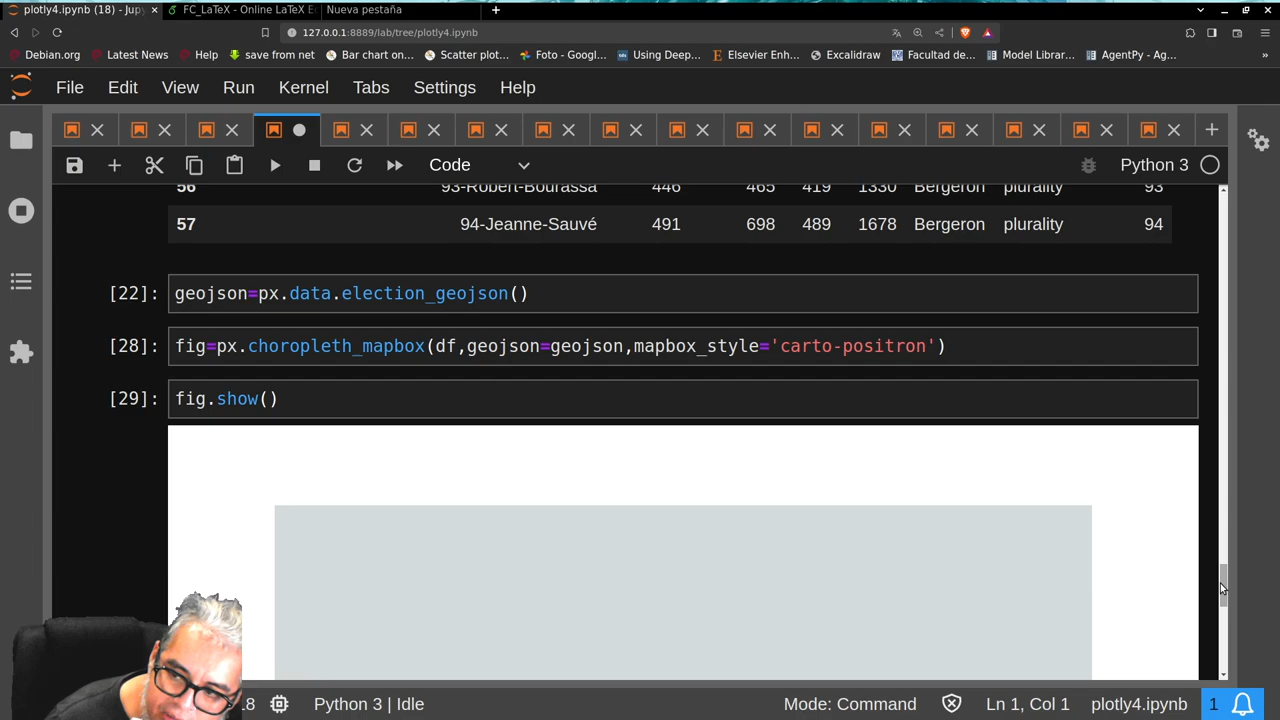 plotly4.ipynb (18) - Jupy
FC_LaTeX - Online LaTeX E
Nueva pestaña
127.0.0.1:8889/lab/tree/plotly4.ipynb
Debian.org
Latest News
Help
save from net
Bar chart on...
Scatter plot...
Foto - Googl...
Using Deep...
Elsevier Enh...
Excalidraw
Facultad de...
Model Librar...
AgentPy - Ag...
File Edit View Run Kernel Tabs Settings Help
Code
Python 3
56 93-Robert-Bourassa 446 465 419 1330 Bergeron plurality 93
57 94-Jeanne-Sauvé 491 698 489 1678 Bergeron plurality 94
[22]: geojson=px.data.election_geojson()
[28]: fig=px.choropleth_mapbox(df,geojson=geojson,mapbox_style='carto-positron')
[29]: fig.show()
.8
Python 3 | Idle
Mode: Command
Ln 1, Col 1
plotly4.ipynb
1